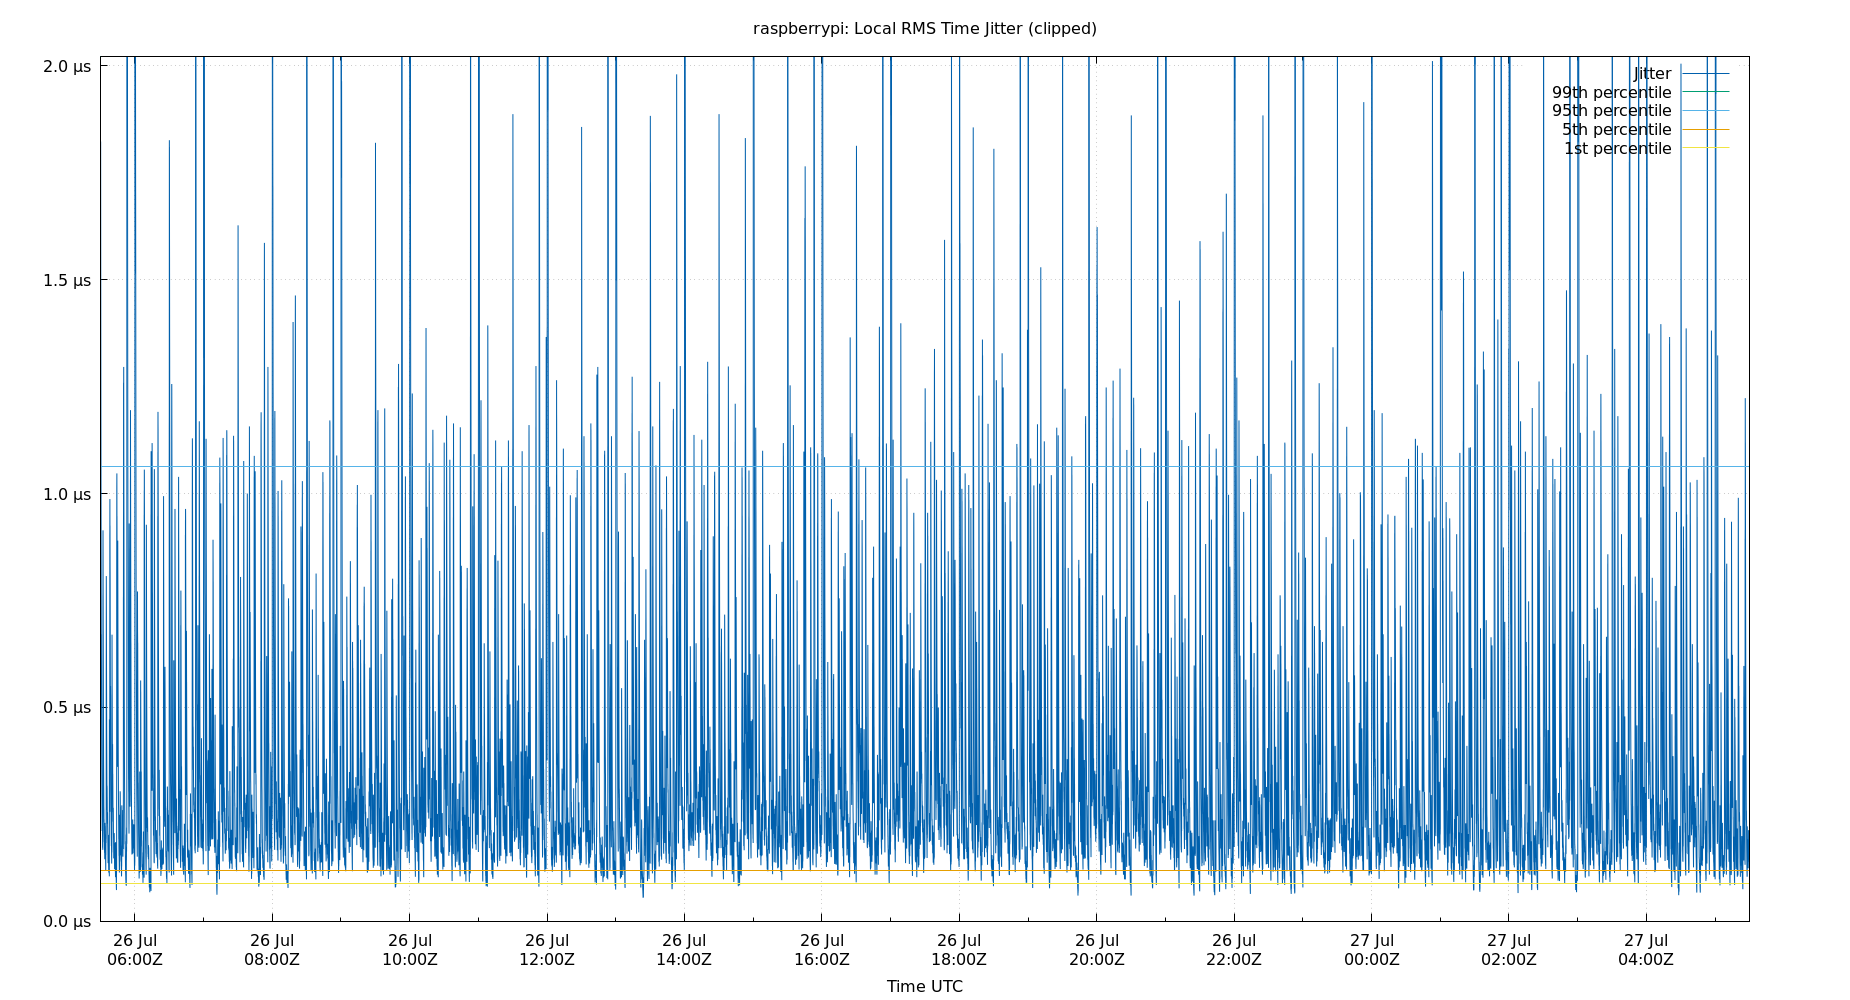 raspberrypi: Local RMS Time Jitter (clipped)
2.0 µs
1.5 µs
1.0 µs
0.5 µs
0.0 µs
Jitter
99th percentile
95th percentile
5th percentile
1st percentile
26 Jul 26 Jul 26 Jul 26 Jul 26 Jul 26 Jul 26 Jul 26 Jul 26 Jul 27 Jul 27 Jul 27 Jul
06:00Z 08:00Z 10:00Z 12:00Z 14:00Z 16:00Z 18:00Z 20:00Z 22:00Z 00:00Z 02:00Z 04:00Z
Time UTC